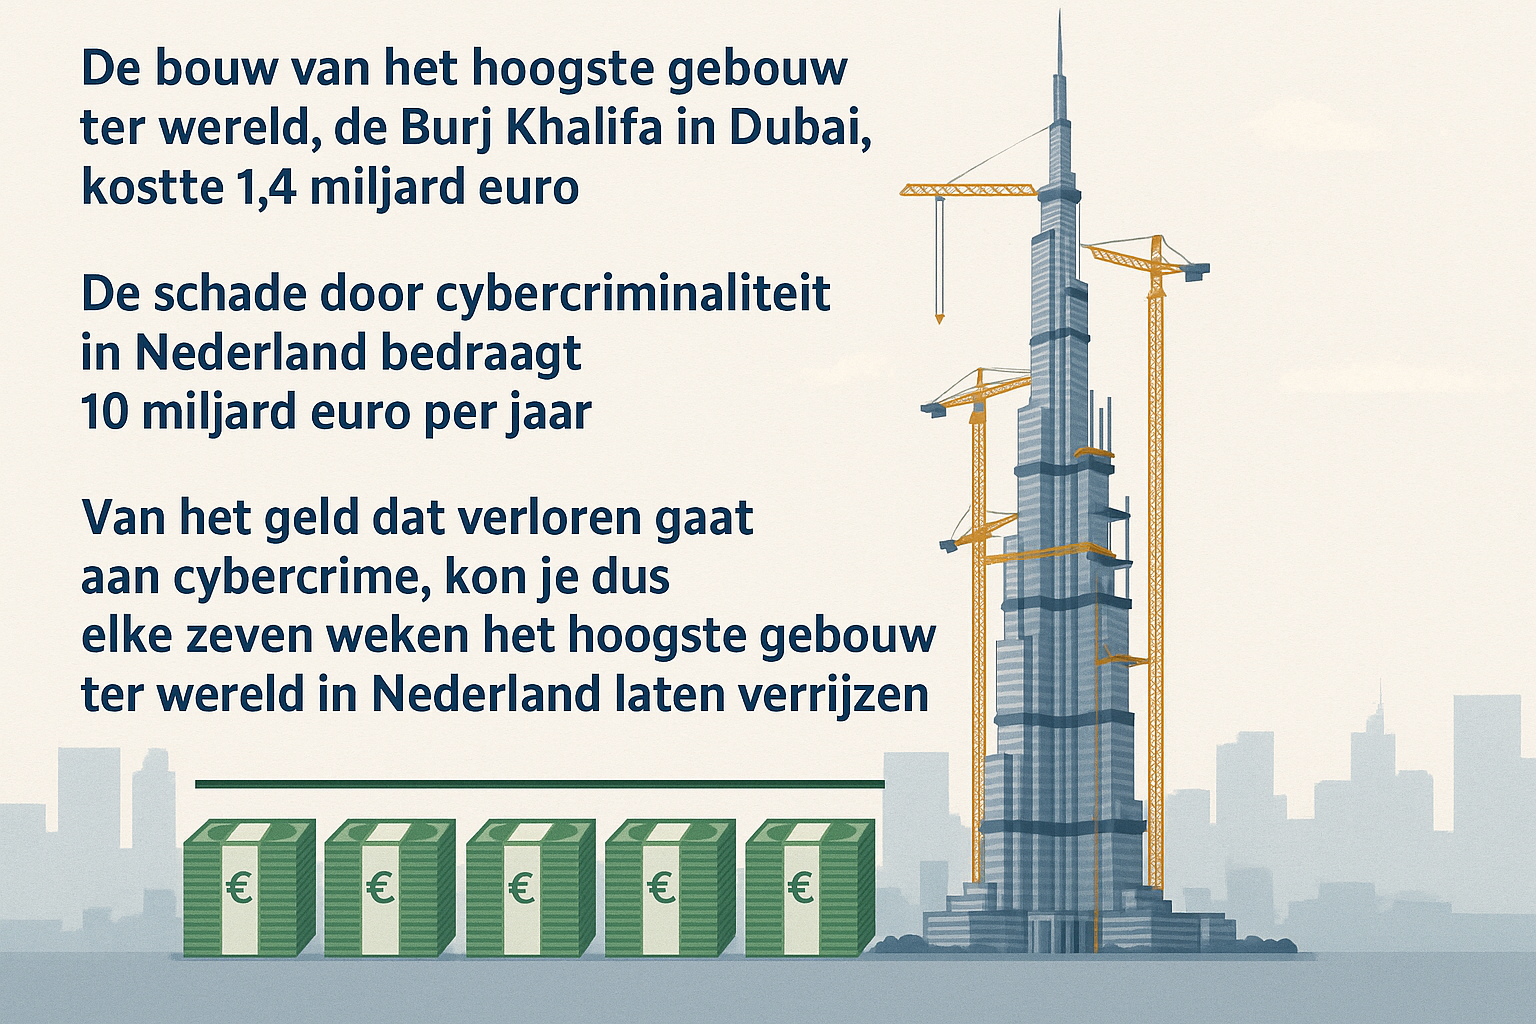 De bouw van het hoogste gebouw
ter wereld, de Burj Khalifa in Dubai,
kostte 1,4 miljard euro
De schade door cybercriminaliteit
in Nederland bedraagt
10 miljard euro per jaar
Van het geld dat verloren gaat
aan cybercrime, kon je dus
elke zeven weken het hoogste gebouw
ter wereld in Nederland laten verrijzen
€ € € € €